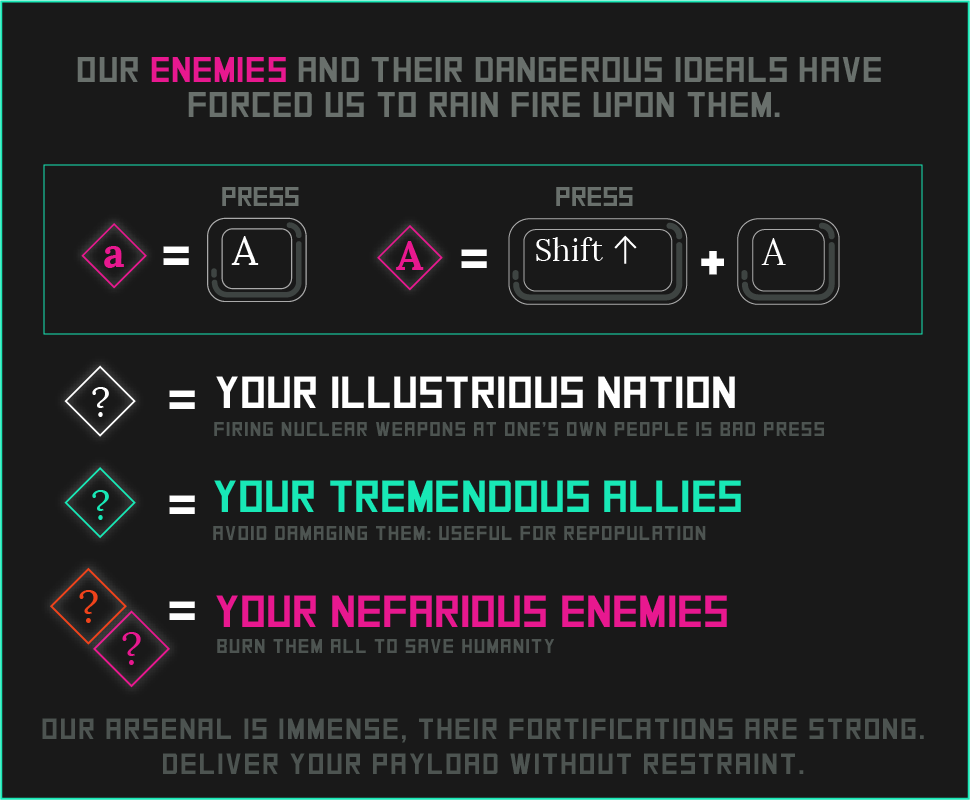 OUR ENEMIES AND THEIR DANGEROUS IDEALS HAVE
FORCED US TO RAIN FIRE UPON THEM.
PRESS PRESS
a = A A = Shift ↑ + A
? = YOUR ILLUSTRIOUS NATION
FIRING NUCLEAR WEAPONS AT ONE'S OWN PEOPLE IS BAD PRESS
? = YOUR TREMENDOUS ALLIES
AVOID DAMAGING THEM: USEFUL FOR REPOPULATION
? ? = YOUR NEFARIOUS ENEMIES
BURN THEM ALL TO SAVE HUMANITY
OUR ARSENAL IS IMMENSE, THEIR FORTIFICATIONS ARE STRONG.
DELIVER YOUR PAYLOAD WITHOUT RESTRAINT.